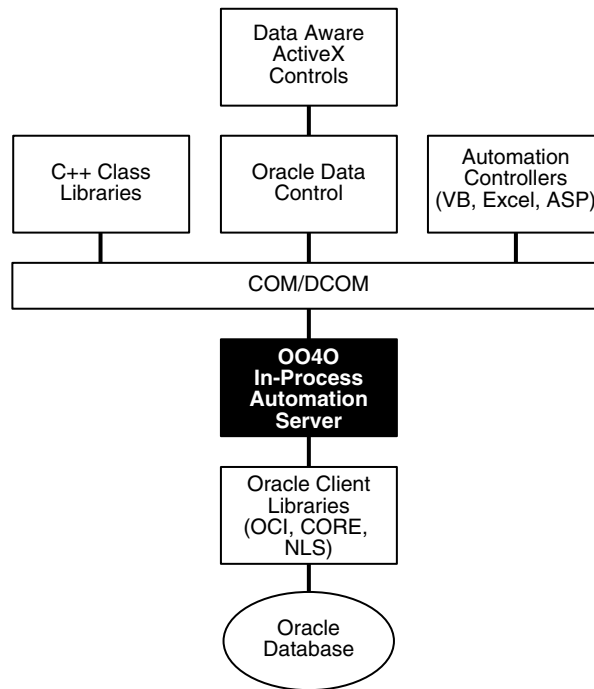 Data Aware
ActiveX
Controls
C++ Class
Libraries
Oracle Data
Control
Automation
Controllers
(VB, Excel, ASP)
COM/DCOM
OO4O
In-Process
Automation
Server
Oracle Client
Libraries
(OCI, CORE,
NLS)
Oracle
Database